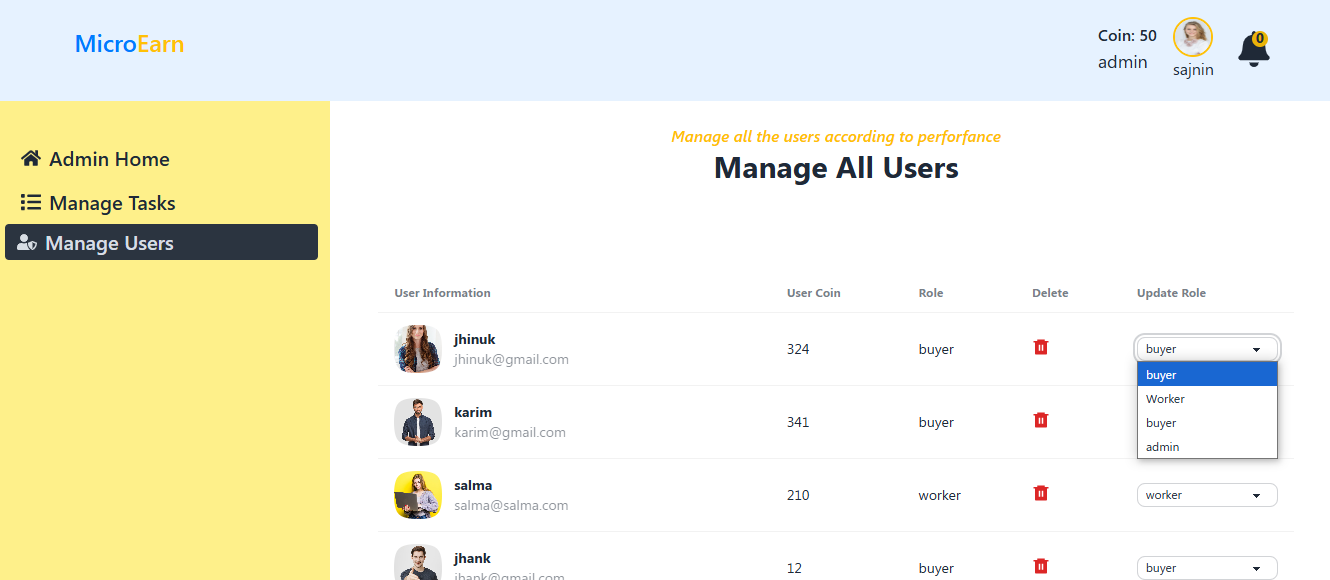 MicroEarn
Coin: 50
admin
sajnin
0
Admin Home
Manage Tasks
Manage Users
Manage all the users according to perforfance
Manage All Users
User Information User Coin Role Delete Update Role
jhinuk
jhinuk@gmail.com
324 buyer buyer
buyer
Worker
buyer
admin
karim
karim@gmail.com
341 buyer
salma
salma@salma.com
210 worker worker
jhank
jhank@gmail.com
12 buyer buyer